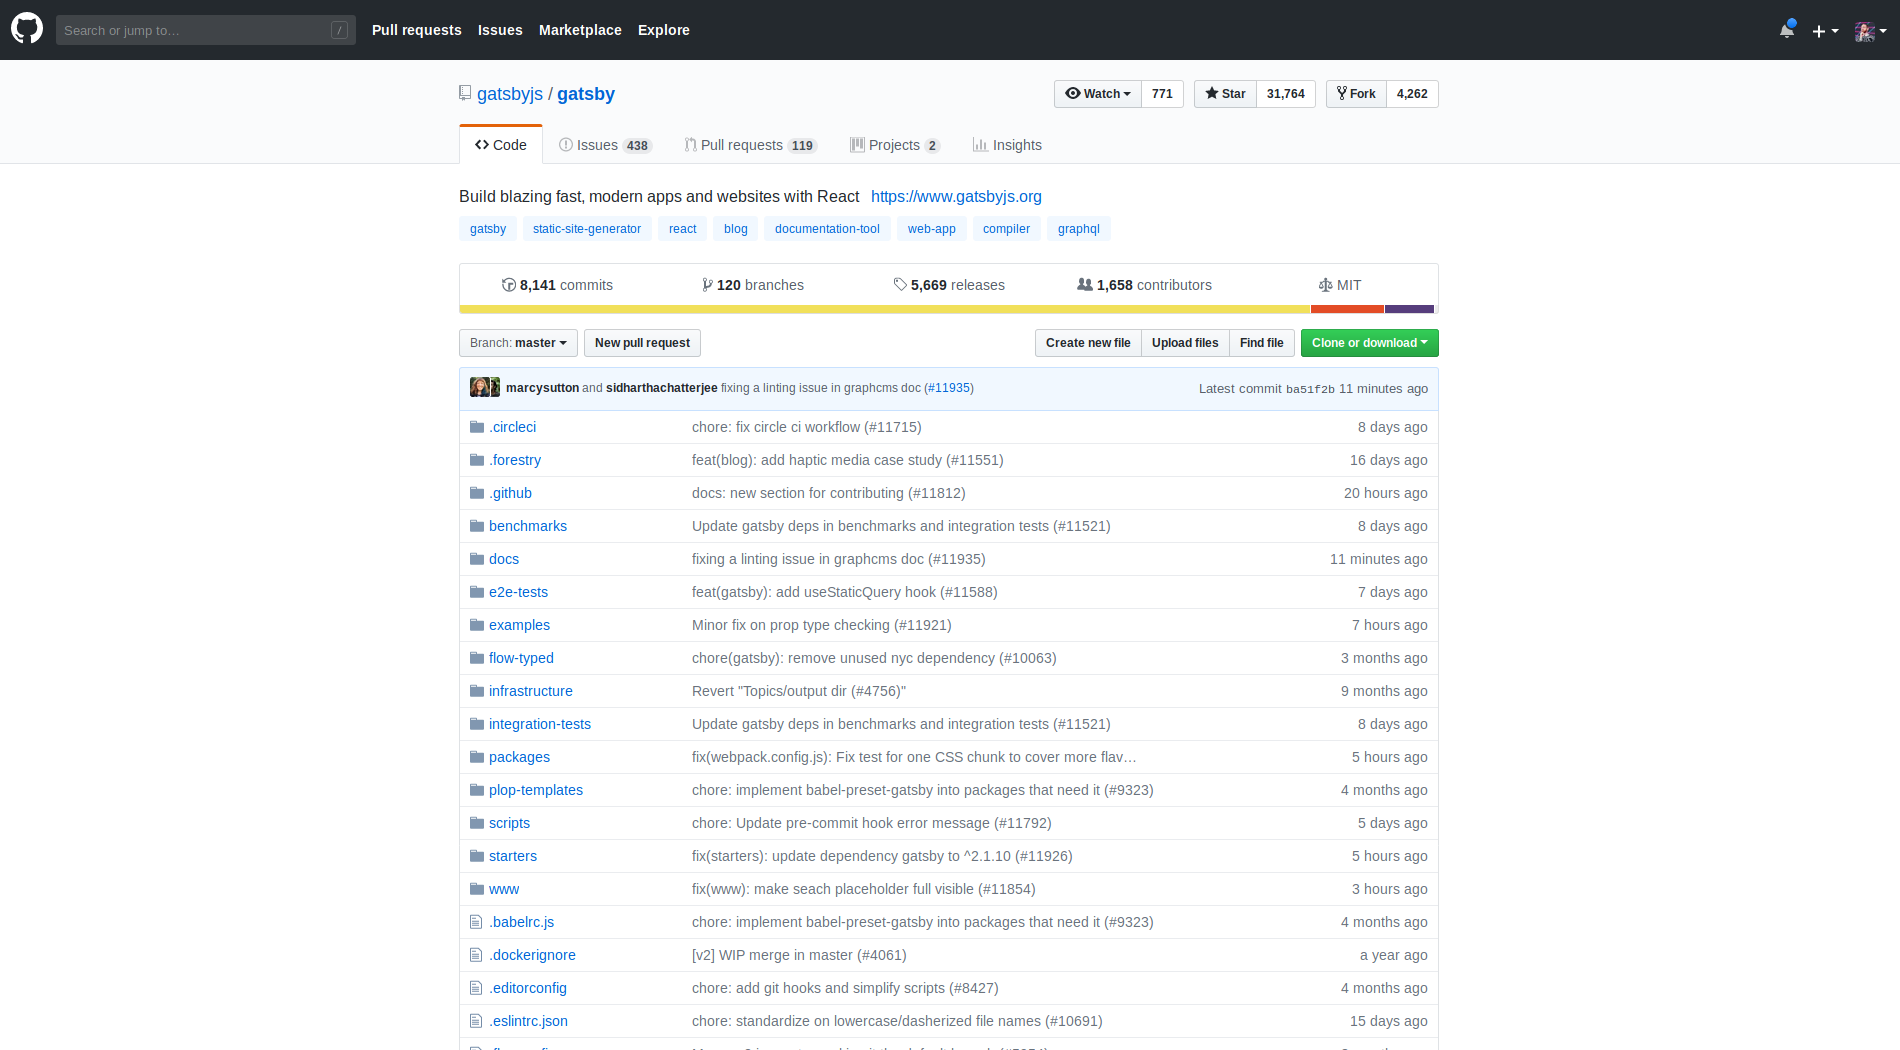 Search or jump to… /
Pull requests Issues Marketplace Explore
gatsbyjs / gatsby
Watch 771 Star 31,764 Fork 4,262
Code Issues 438 Pull requests 119 Projects 2 Insights
Build blazing fast, modern apps and websites with React https://www.gatsbyjs.org
gatsby static-site-generator react blog documentation-tool web-app compiler graphql
8,141 commits 120 branches 5,669 releases 1,658 contributors MIT
Branch: master New pull request Create new file Upload files Find file Clone or download
marcysutton and sidharthachatterjee fixing a linting issue in graphcms doc (#11935) Latest commit ba51f2b 11 minutes ago
.circleci chore: fix circle ci workflow (#11715) 8 days ago
.forestry feat(blog): add haptic media case study (#11551) 16 days ago
.github docs: new section for contributing (#11812) 20 hours ago
benchmarks Update gatsby deps in benchmarks and integration tests (#11521) 8 days ago
docs fixing a linting issue in graphcms doc (#11935) 11 minutes ago
e2e-tests feat(gatsby): add useStaticQuery hook (#11588) 7 days ago
examples Minor fix on prop type checking (#11921) 7 hours ago
flow-typed chore(gatsby): remove unused nyc dependency (#10063) 3 months ago
infrastructure Revert "Topics/output dir (#4756)" 9 months ago
integration-tests Update gatsby deps in benchmarks and integration tests (#11521) 8 days ago
packages fix(webpack.config.js): Fix test for one CSS chunk to cover more flav… 5 hours ago
plop-templates chore: implement babel-preset-gatsby into packages that need it (#9323) 4 months ago
scripts chore: Update pre-commit hook error message (#11792) 5 days ago
starters fix(starters): update dependency gatsby to ^2.1.10 (#11926) 5 hours ago
www fix(www): make seach placeholder full visible (#11854) 3 hours ago
.babelrc.js chore: implement babel-preset-gatsby into packages that need it (#9323) 4 months ago
.dockerignore [v2] WIP merge in master (#4061) a year ago
.editorconfig chore: add git hooks and simplify scripts (#8427) 4 months ago
.eslintrc.json chore: standardize on lowercase/dasherized file names (#10691) 15 days ago